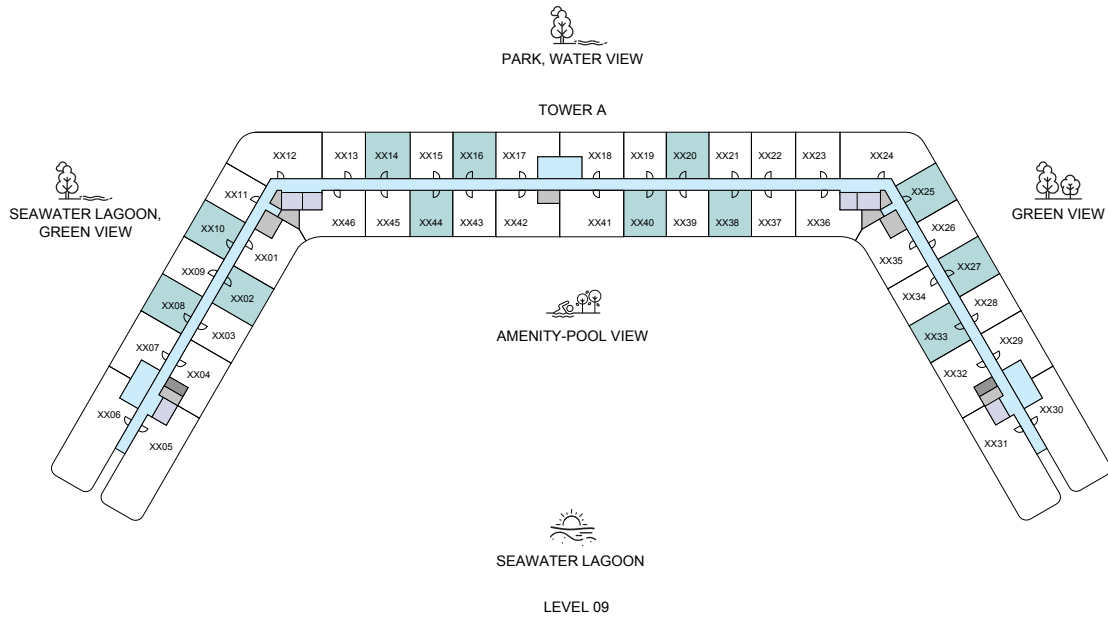 PARK, WATER VIEW
TOWER A
XX12
XX13
XX14
XX15
XX16
XX17
XX18
XX19
XX20
XX21
XX22
XX23
XX24
SEAWATER LAGOON,
GREEN VIEW
XX11
XX25
GREEN VIEW
XX10
XX46
XX45
XX44
XX43
XX42
XX41
XX40
XX39
XX38
XX37
XX36
XX26
XX01
XX35
XX09
XX27
XX02
XX34
XX08
XX28
XX03
XX33
AMENITY-POOL VIEW
XX07
XX29
XX04
XX32
XX06
XX30
XX05
XX31
SEAWATER LAGOON
LEVEL 09